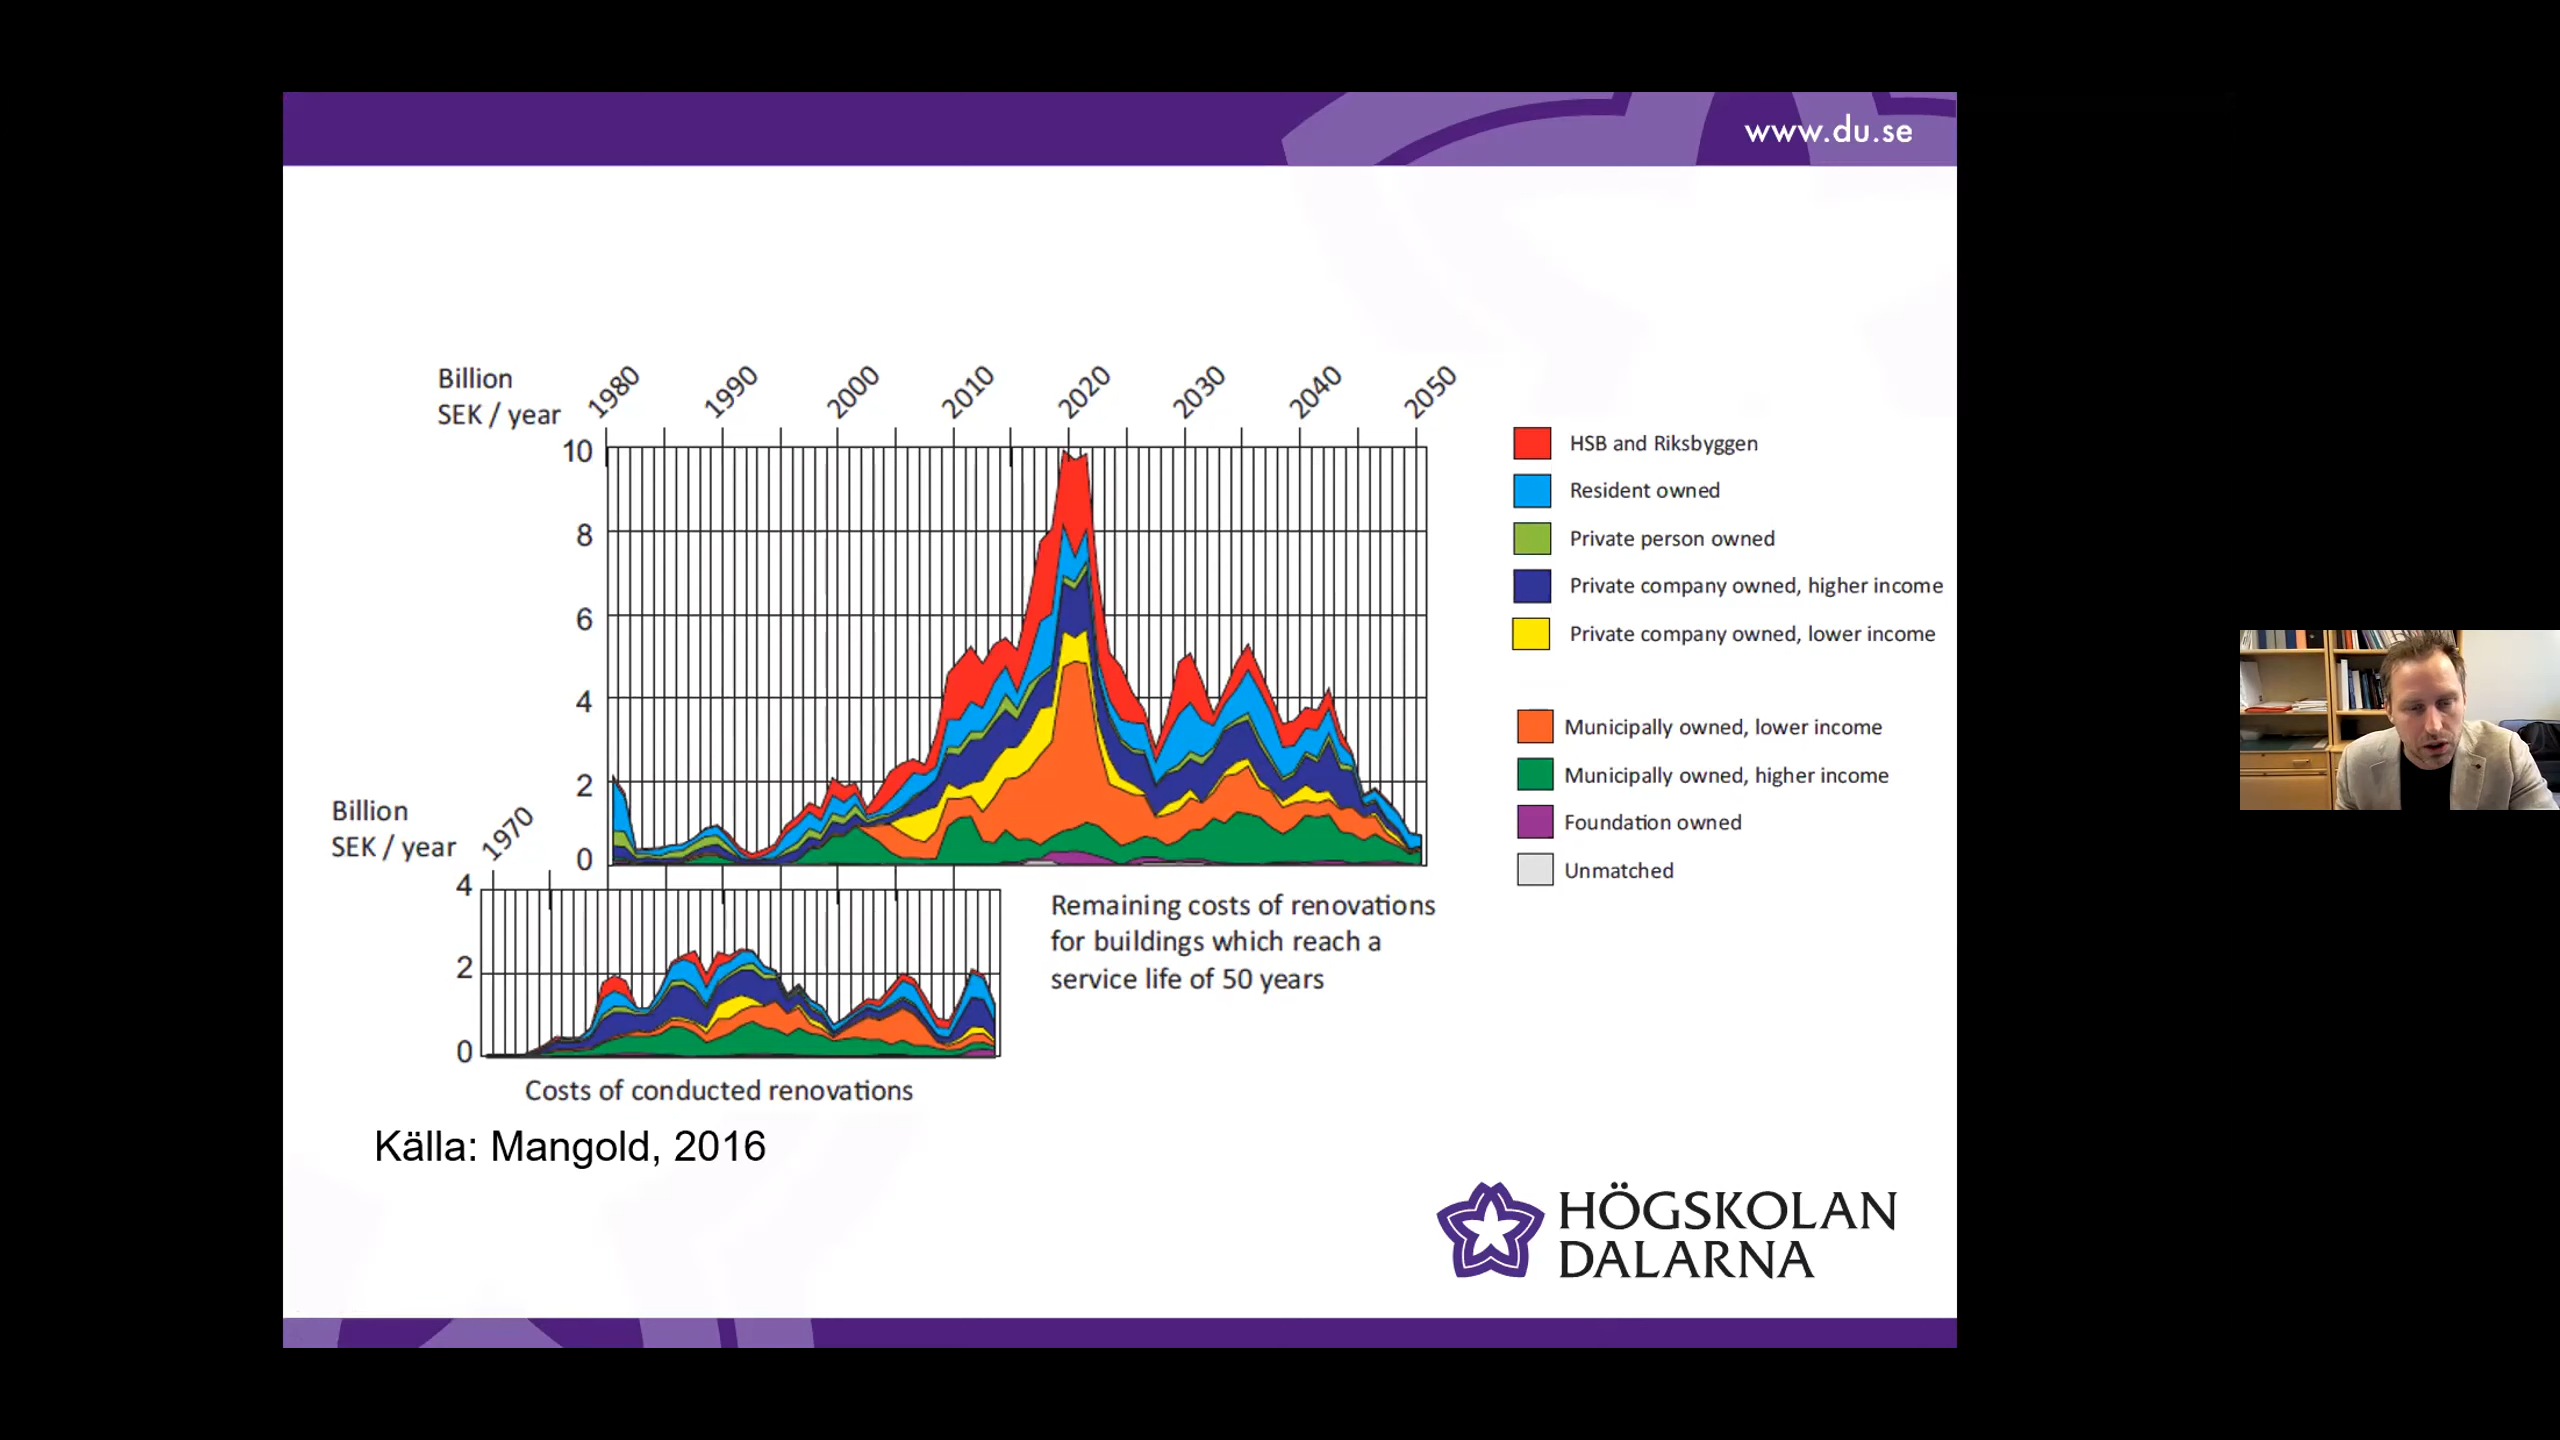 www.du.se
Billion
SEK / year
1980
1990
2000
2010
2020
2030
2040
2050
10
8
6
4
2
0
HSB and Riksbyggen
Resident owned
Private person owned
Private company owned, higher income
Private company owned, lower income
Municipally owned, lower income
Municipally owned, higher income
Foundation owned
Unmatched
Billion
SEK / year
1970
4
2
0
Remaining costs of renovations
for buildings which reach a
service life of 50 years
Costs of conducted renovations
Källa: Mangold, 2016
HÖGSKOLAN
DALARNA